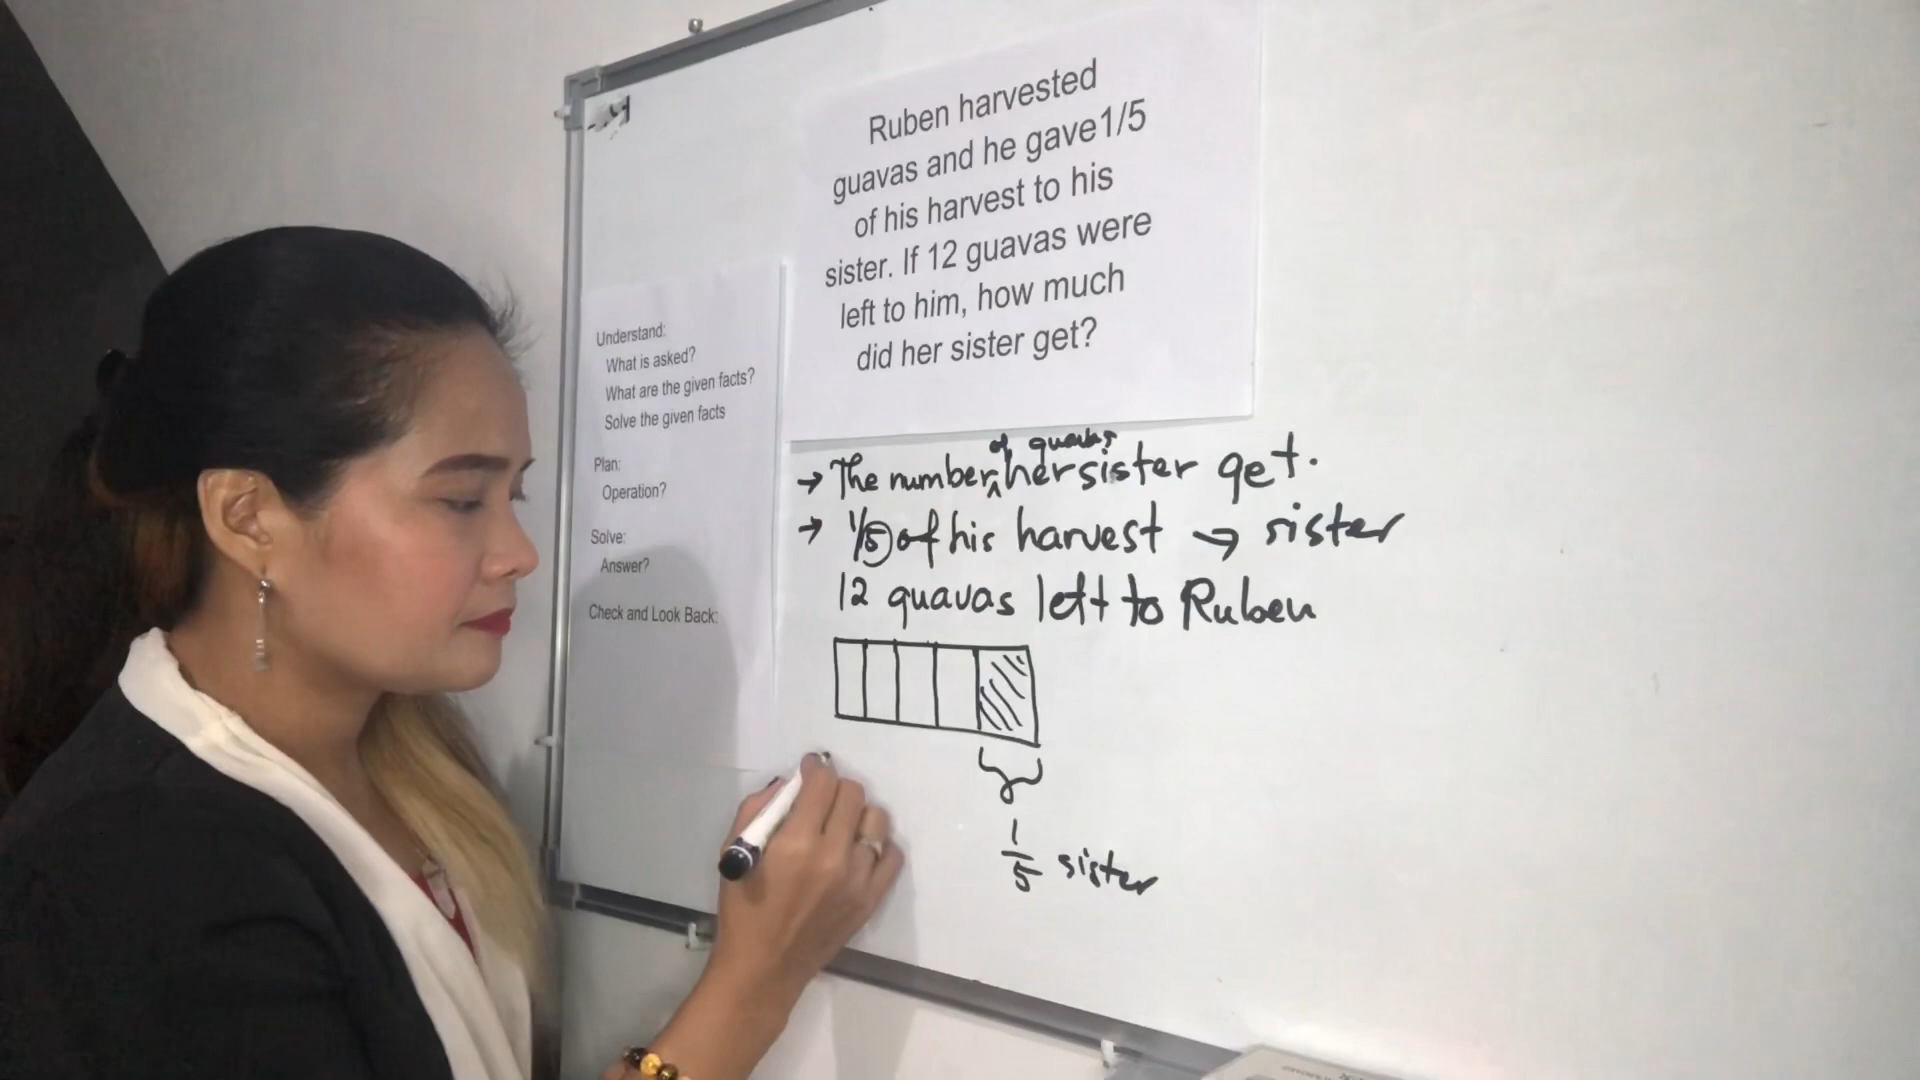 Ruben harvested
guavas and he gave1/5
of his harvest to his
sister. If 12 guavas were
left to him, how much
did her sister get?
Understand:
What is asked?
What are the given facts?
Solve the given facts
Plan:
Operation?
Solve:
Answer?
Check and Look Back:
of guavas
→ The number ^ her sister get.
→ 1/5 of his harvest → sister
12 guavas left to Ruben
1/5 sister